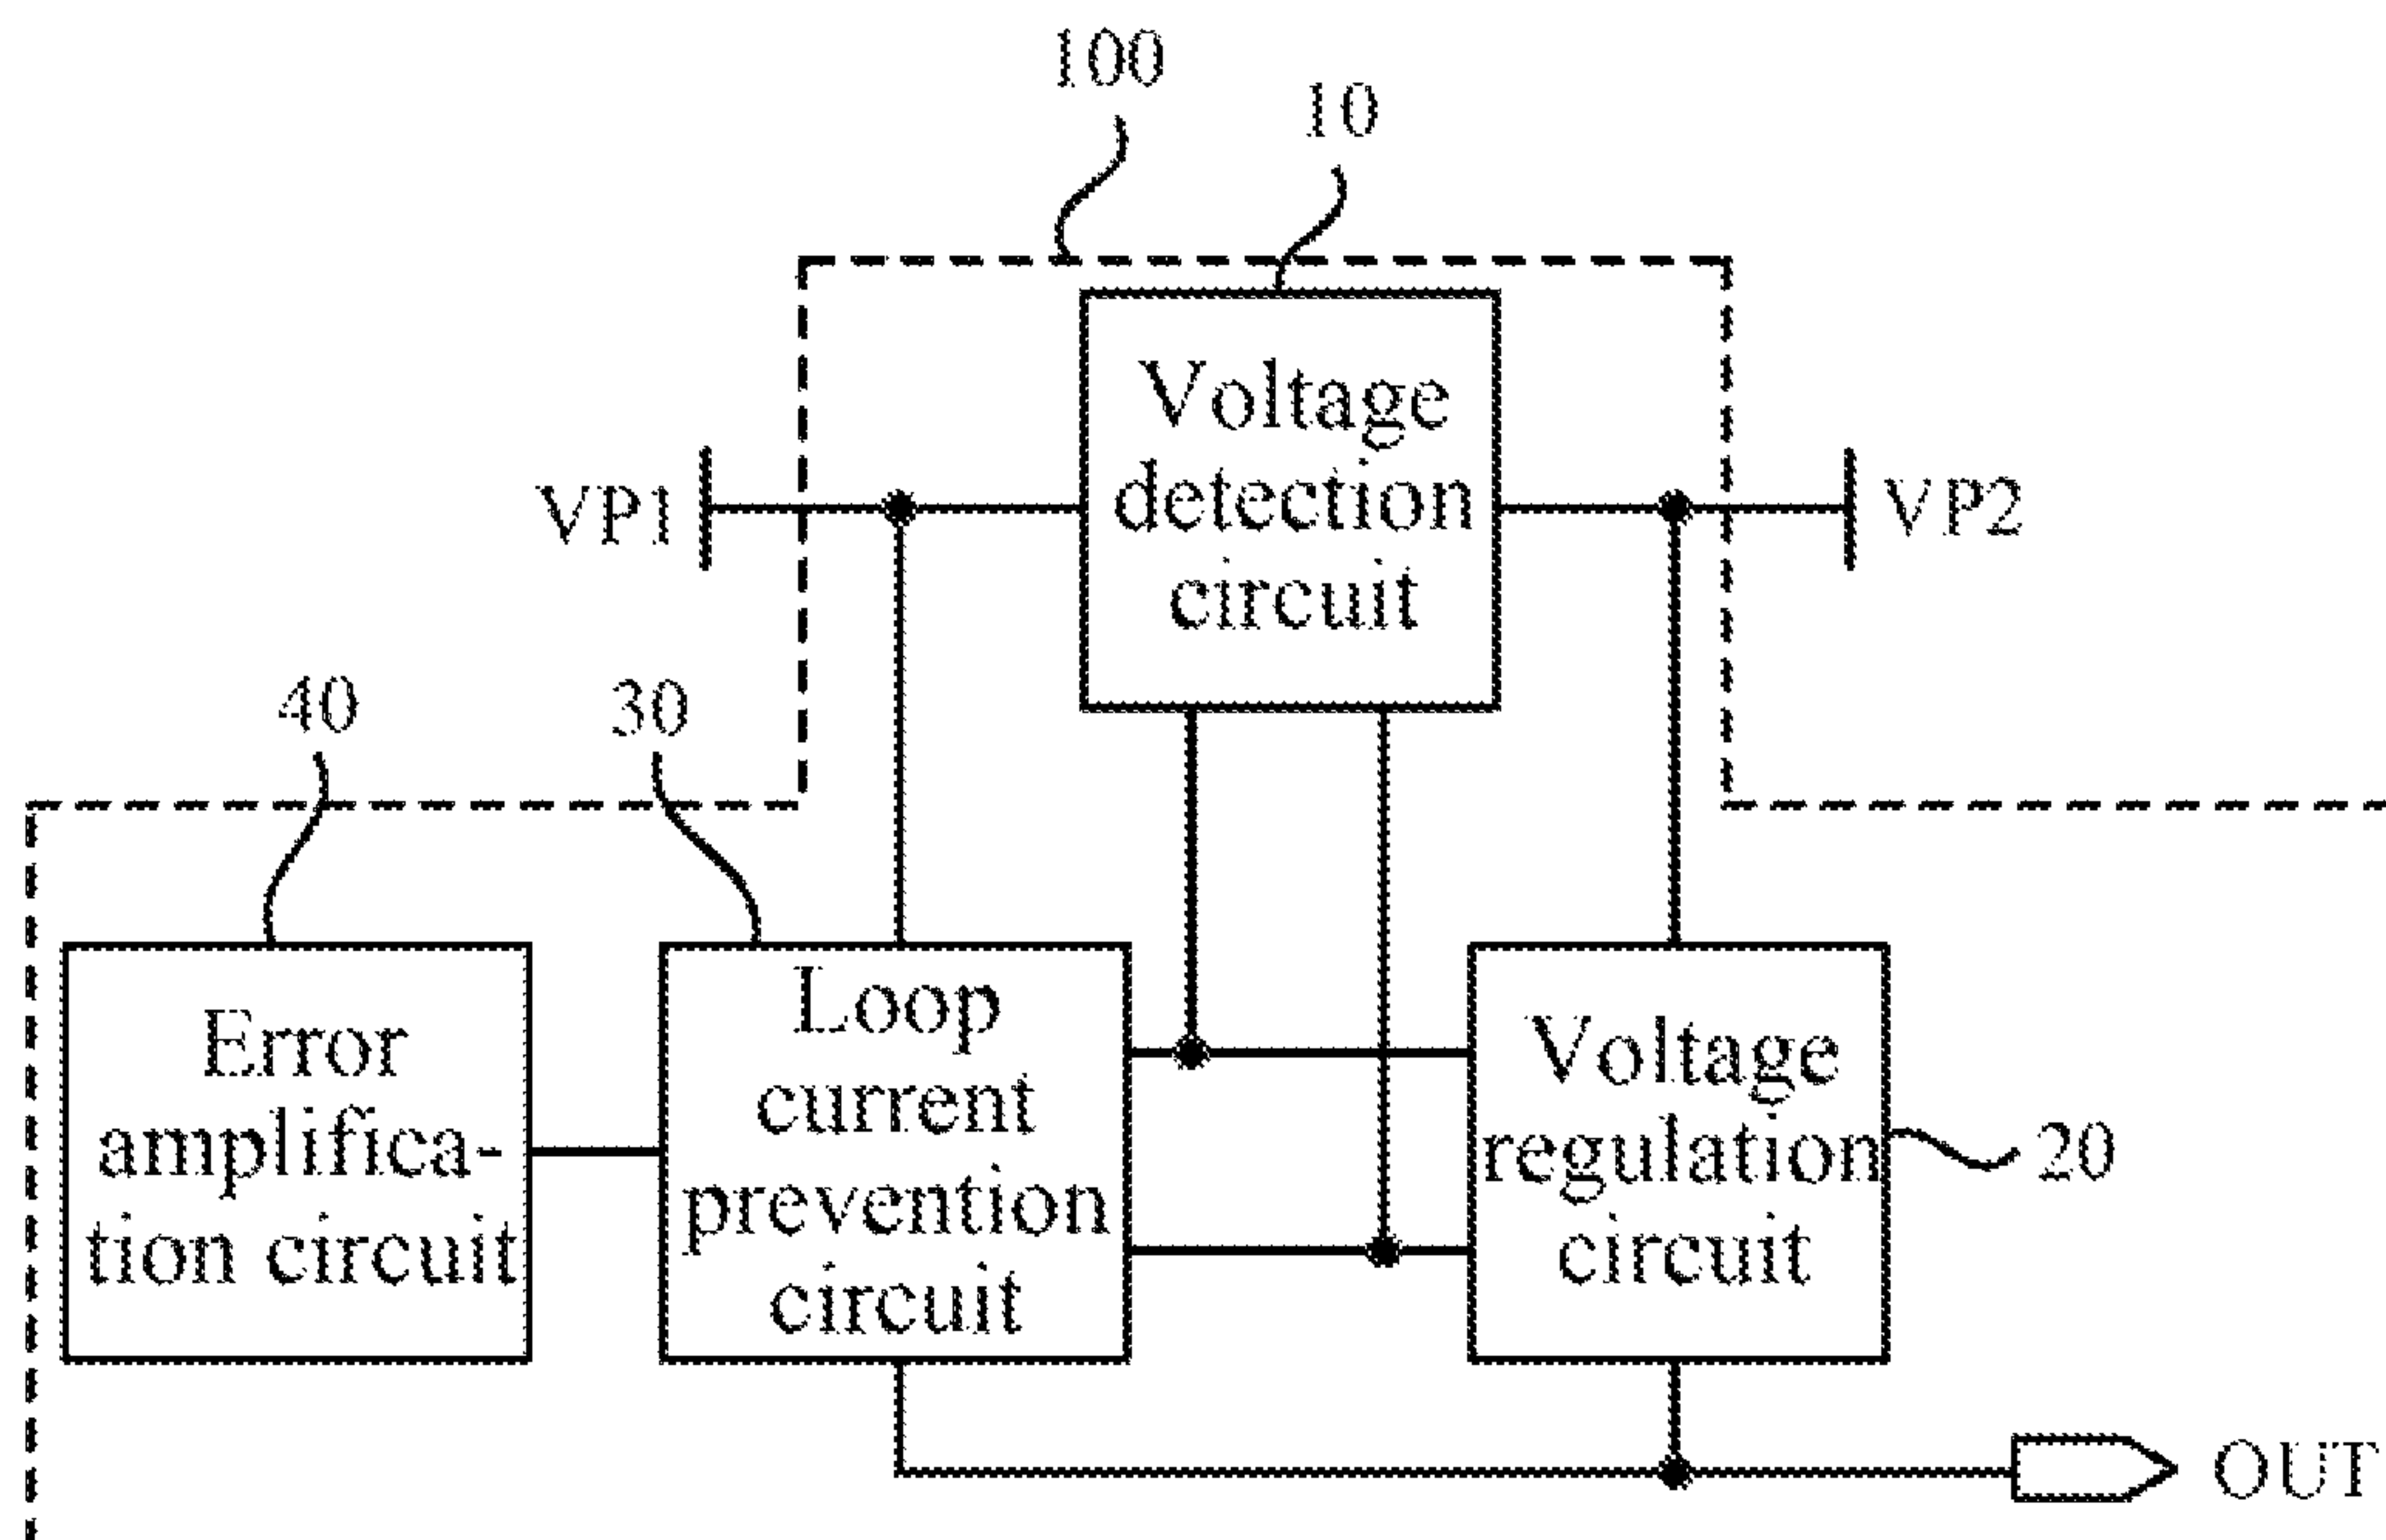 100
10
Voltage
detection
circuit
VP1
VP2
40
30
Error
amplifica-
tion circuit
Loop
current
prevention
circuit
Voltage
regulation
circuit
20
OUT